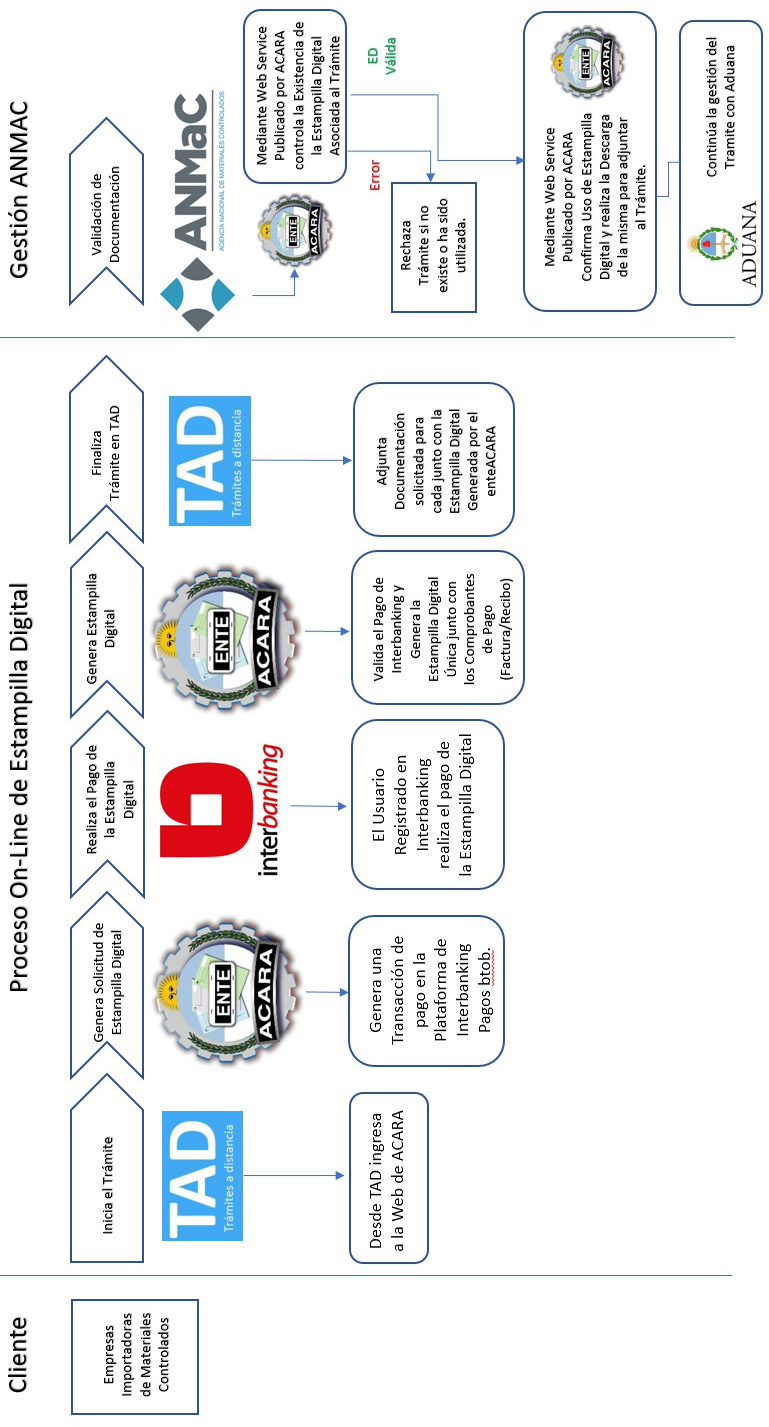 Cliente
Empresas
Importadoras
de Materiales
Controlados
Proceso On-Line de Estampilla Digital
Inicia el Trámite
TAD
Trámites a distancia
Desde TAD ingresa
a la Web de ACARA
Genera Solicitud de
Estampilla Digital
ENTE
ACARA
Genera una
Transacción de
pago en la
Plataforma de
Interbanking
Pagos btob.
Realiza el Pago de
la Estampilla
Digital
interbanking
El Usuario
Registrado en
Interbanking
realiza el pago de
la Estampilla Digital
Genera Estampilla
Digital
ENTE
ACARA
Valida el Pago de
Interbanking y
Genera la
Estampilla Digital
Única junto con
los Comprobantes
de Pago
(Factura/Recibo)
Finaliza
Trámite en TAD
TAD
Trámites a distancia
Adjunta
Documentación
solicitada para
cada junto con la
Estampilla Digital
Generada por el
enteACARA
Gestión ANMAC
Validación de
Documentación
ANMaC
AGENCIA NACIONAL DE MATERIALES CONTROLADOS
ENTE
ACARA
Mediante Web Service
Publicado por ACARA
controla la Existencia de
la Estampilla Digital
Asociada al Trámite
Error
ED
Válida
Rechaza
Trámite si no
existe o ha sido
utilizada.
Mediante Web Service
Publicado por ACARA
Confirma Uso de Estampilla
Digital y realiza la Descarga
de la misma para adjuntar
al Trámite.
ENTE
ACARA
ADUANA
Continúa la gestión del
Tramite con Aduana